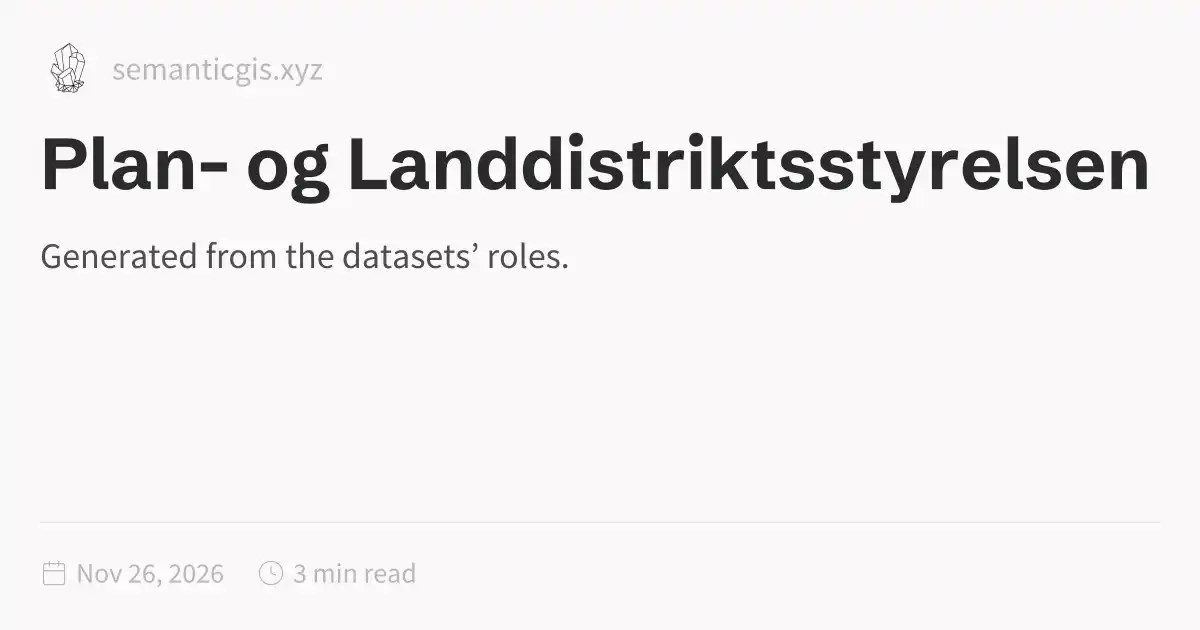 semanticgis.xyz
Plan- og Landdistriktsstyrelsen
Generated from the datasets’ roles.
Nov 26, 2026 3 min read